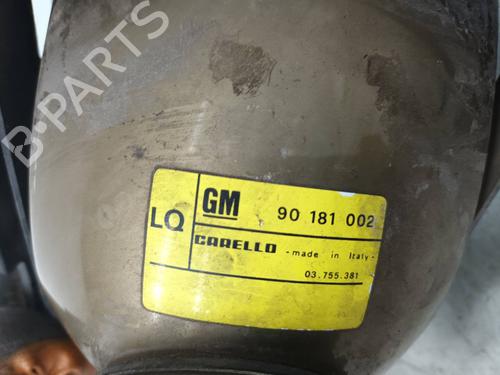 B-PARTS
LQ GM 90 181 002
CARELLO - made in Italy -
03.755.381